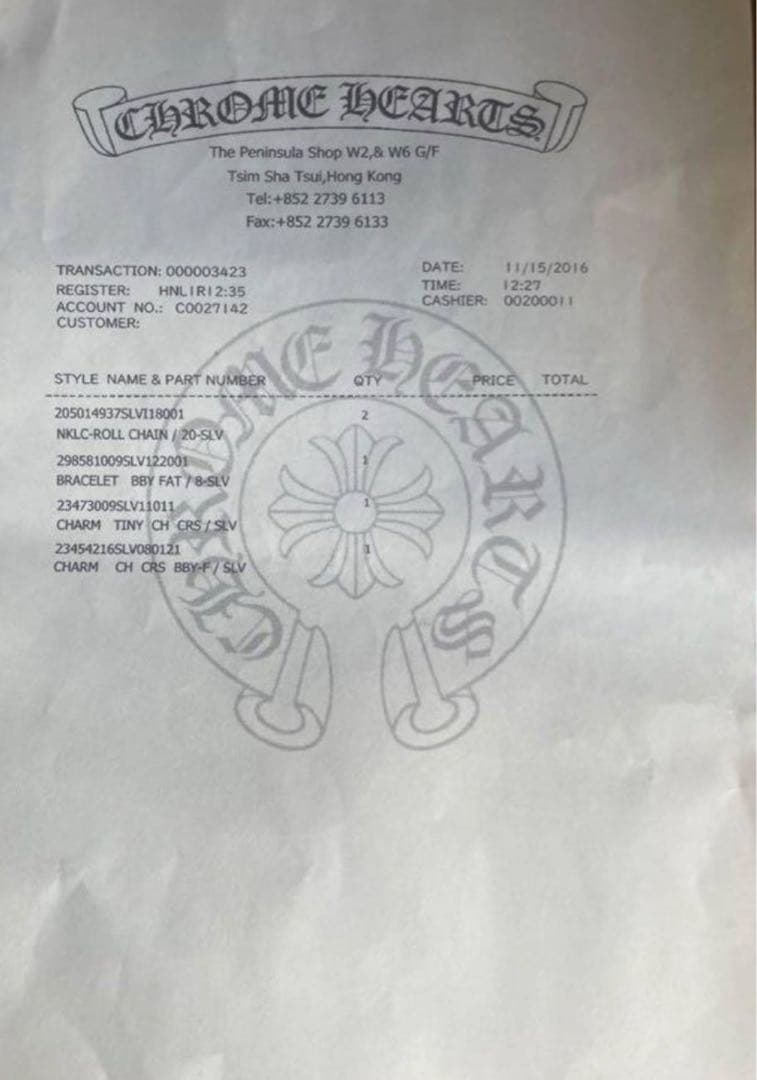 CHROME HEARTS
The Peninsula Shop W2,& W6 G/F
Tsim Sha Tsui,Hong Kong
Tel:+852 2739 6113
Fax:+852 2739 6133
TRANSACTION: 000003423 DATE: 11/15/2016
REGISTER: HNL1R12:35 TIME: 12:27
ACCOUNT NO.: C0027142 CASHIER: 00200011
CUSTOMER:
STYLE NAME & PART NUMBER QTY PRICE TOTAL
205014937SLVI18001 2
NKLC-ROLL CHAIN / 20-SLV
298581009SLV122001 1
BRACELET BBY FAT / 8-SLV
23473009SLV11011 1
CHARM TINY CH CRS / SLV
23454216SLV080121 1
CHARM CH CRS BBY-F / SLV
CHROME HEARTS